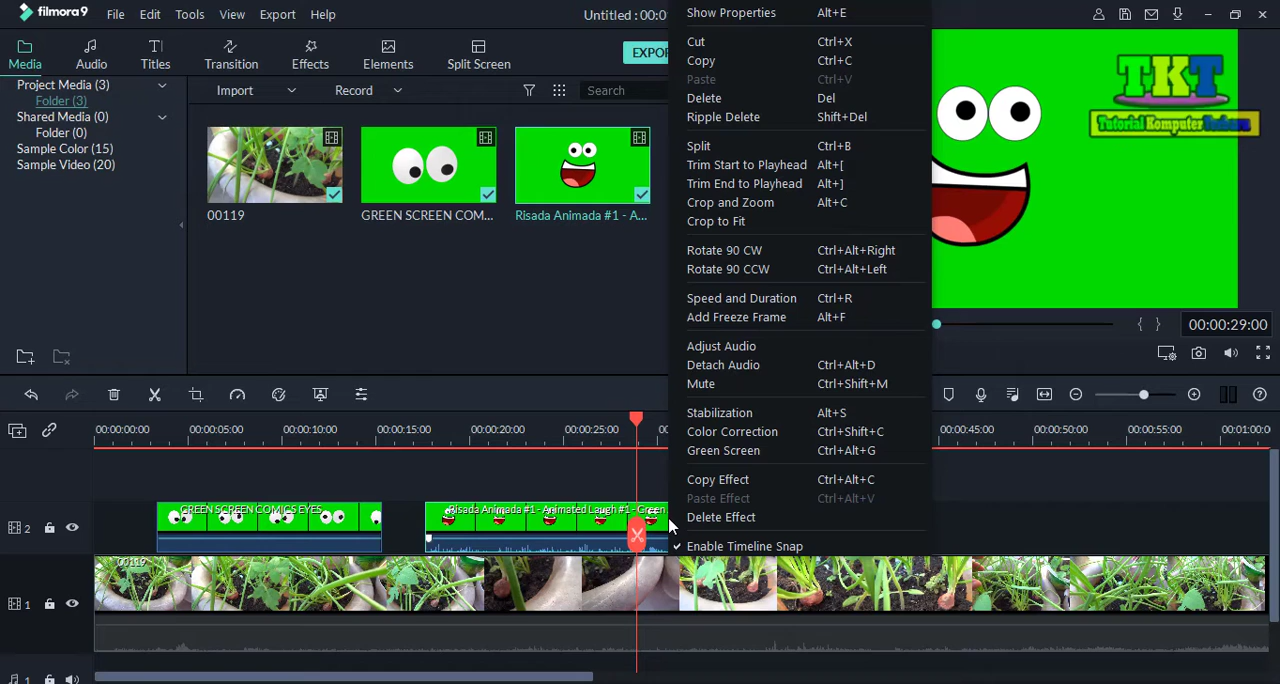 filmora9 File Edit Tools View Export Help Untitled : 00:0
Media Audio Titles Transition Effects Elements Split Screen EXPOR
Project Media (3)
Folder (3)
Shared Media (0)
Folder (0)
Sample Color (15)
Sample Video (20)
Import Record Search
00119 GREEN SCREEN COM... Risada Animada #1 - A...
Show Properties Alt+E
Cut Ctrl+X
Copy Ctrl+C
Paste Ctrl+V
Delete Del
Ripple Delete Shift+Del
Split Ctrl+B
Trim Start to Playhead Alt+[
Trim End to Playhead Alt+]
Crop and Zoom Alt+C
Crop to Fit
Rotate 90 CW Ctrl+Alt+Right
Rotate 90 CCW Ctrl+Alt+Left
Speed and Duration Ctrl+R
Add Freeze Frame Alt+F
Adjust Audio
Detach Audio Ctrl+Alt+D
Mute Ctrl+Shift+M
Stabilization Alt+S
Color Correction Ctrl+Shift+C
Green Screen Ctrl+Alt+G
Copy Effect Ctrl+Alt+C
Paste Effect Ctrl+Alt+V
Delete Effect
Enable Timeline Snap
TKT
Tutorial Komputer Terbaru
{ } 00:00:29:00
00:00:00:00 00:00:05:00 00:00:10:00 00:00:15:00 00:00:20:00 00:00:25:00 00:0 00:00:45:00 00:00:50:00 00:00:55:00 00:01:00:0
2 GREEN SCREEN COMICS EYES Risada Animada #1 - Animated Laugh #1 - Green
1 00119
1